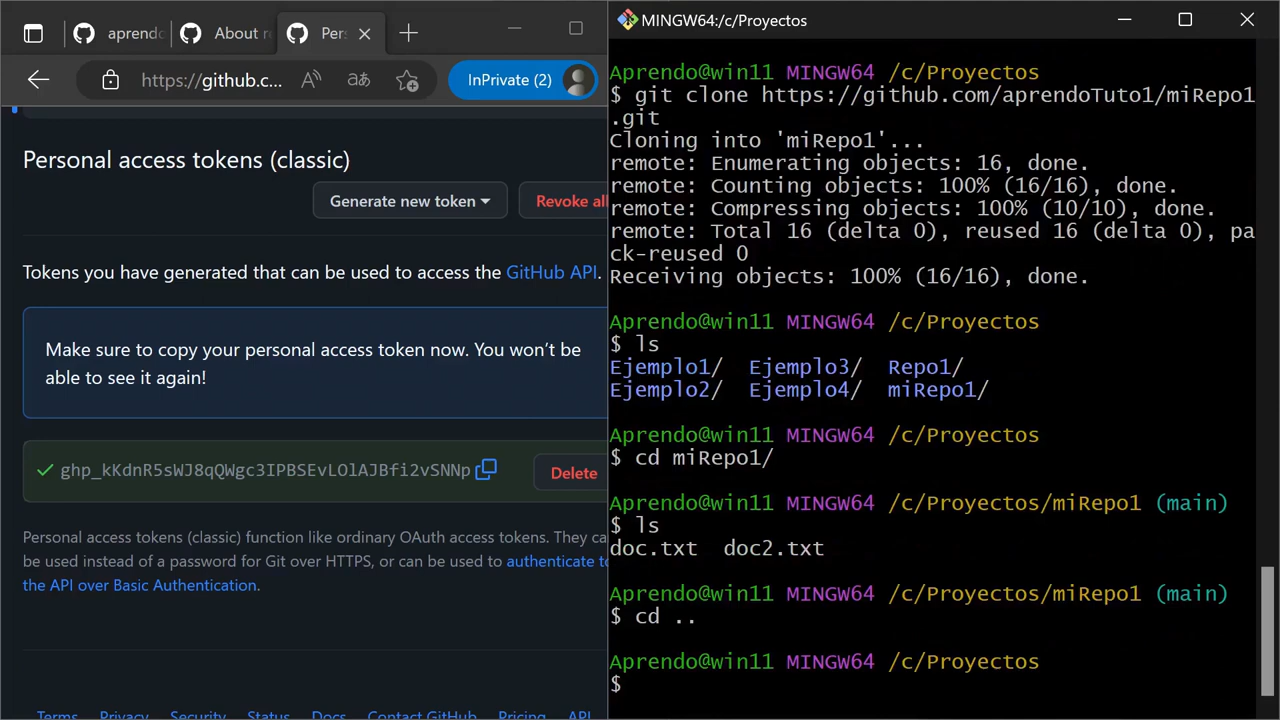 aprendo
About r
Pers
https://github.c...
InPrivate (2)
Personal access tokens (classic)
Generate new token
Revoke all
Tokens you have generated that can be used to access the GitHub API.
Make sure to copy your personal access token now. You won't be
able to see it again!
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
Delete
Personal access tokens (classic) function like ordinary OAuth access tokens. They ca
be used instead of a password for Git over HTTPS, or can be used to authenticate to
the API over Basic Authentication.
Terms Privacy Security Status Docs Contact GitHub Pricing API
MINGW64:/c/Proyectos
Aprendo@win11 MINGW64 /c/Proyectos
$ git clone https://github.com/aprendoTuto1/miRepo1
.git
Cloning into 'miRepo1'...
remote: Enumerating objects: 16, done.
remote: Counting objects: 100% (16/16), done.
remote: Compressing objects: 100% (10/10), done.
remote: Total 16 (delta 0), reused 16 (delta 0), pa
ck-reused 0
Receiving objects: 100% (16/16), done.
Aprendo@win11 MINGW64 /c/Proyectos
$ ls
Ejemplo1/ Ejemplo3/ Repo1/
Ejemplo2/ Ejemplo4/ miRepo1/
Aprendo@win11 MINGW64 /c/Proyectos
$ cd miRepo1/
Aprendo@win11 MINGW64 /c/Proyectos/miRepo1 (main)
$ ls
doc.txt doc2.txt
Aprendo@win11 MINGW64 /c/Proyectos/miRepo1 (main)
$ cd ..
Aprendo@win11 MINGW64 /c/Proyectos
$